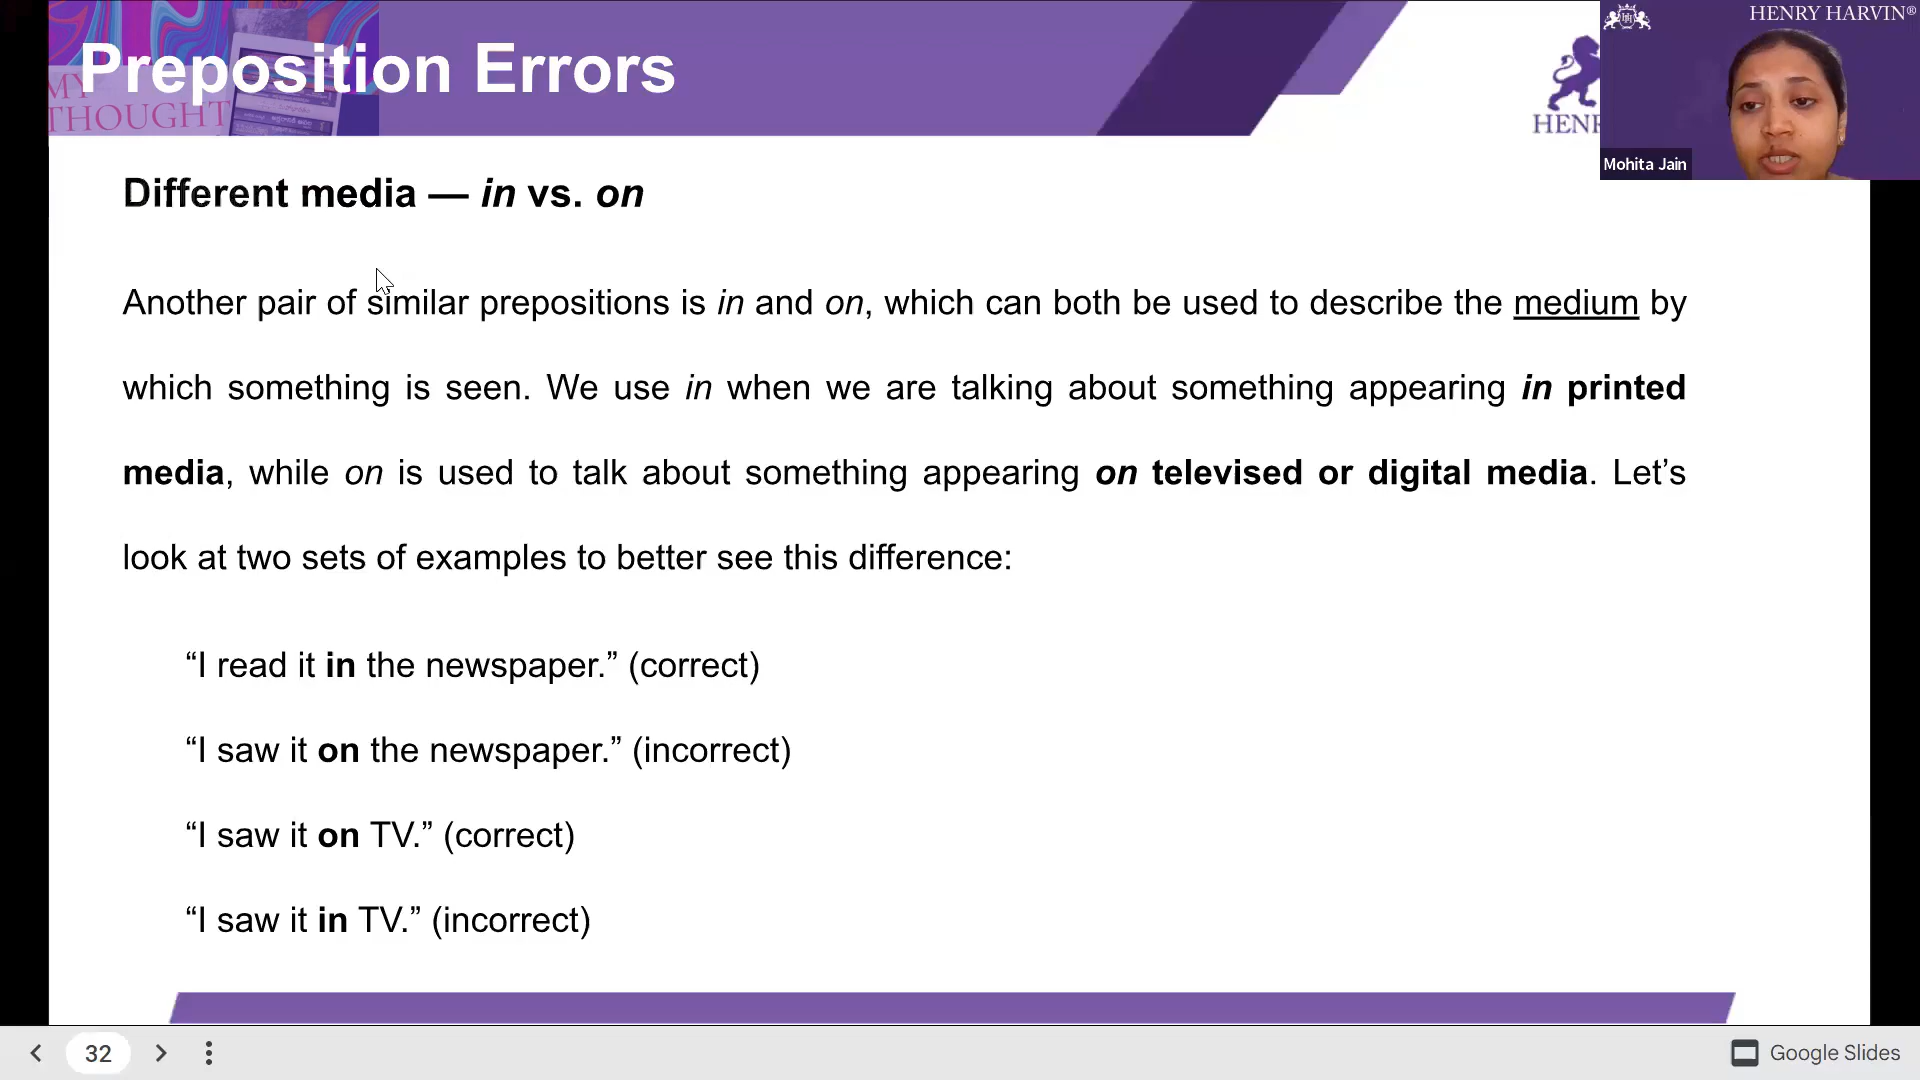 Preposition Errors
MY
THOUGHT
HENRY HARVIN®
HENR
Mohita Jain
Different media — in vs. on
Another pair of similar prepositions is in and on, which can both be used to describe the medium by
which something is seen. We use in when we are talking about something appearing in printed
media, while on is used to talk about something appearing on televised or digital media. Let’s
look at two sets of examples to better see this difference:
“I read it in the newspaper.” (correct)
“I saw it on the newspaper.” (incorrect)
“I saw it on TV.” (correct)
“I saw it in TV.” (incorrect)
32
Google Slides